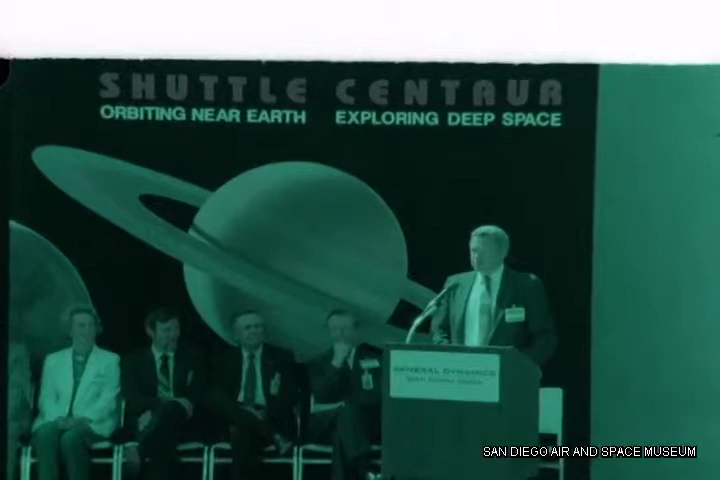 SHUTTLE CENTAUR
ORBITING NEAR EARTH EXPLORING DEEP SPACE
GENERAL DYNAMICS
SAN DIEGO AIR AND SPACE MUSEUM